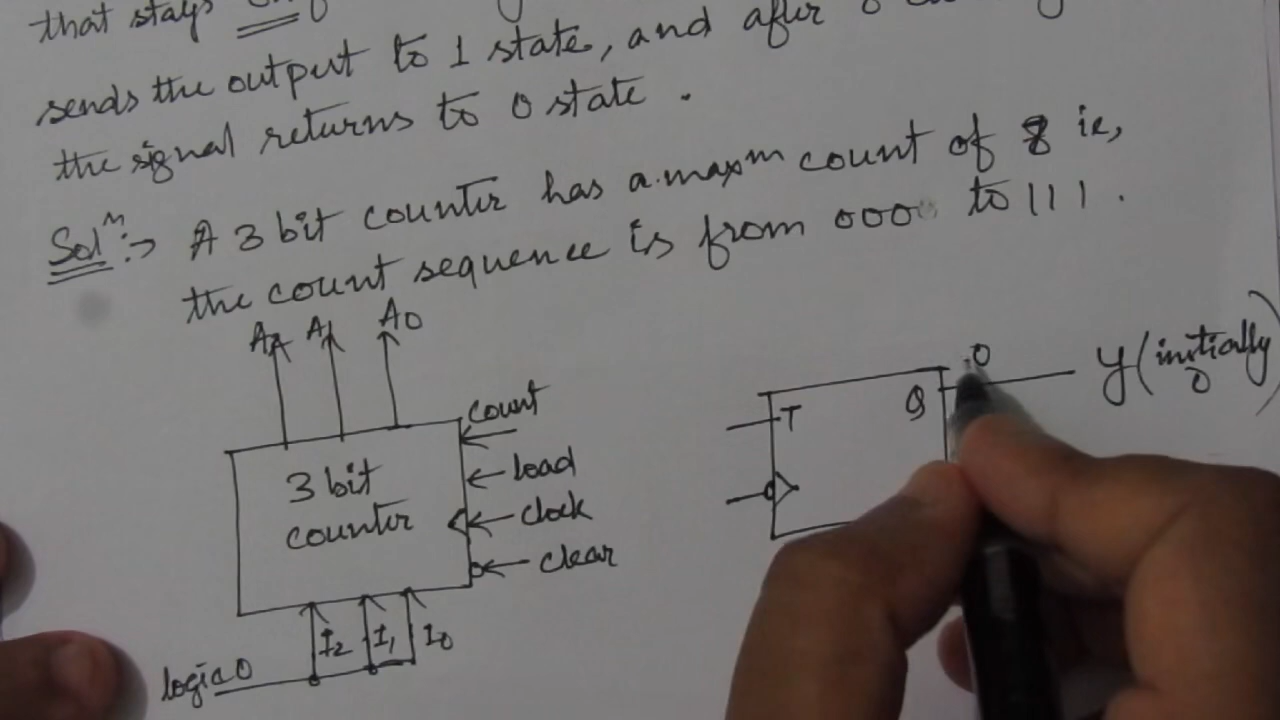 that stays
sends the output to 1 state, and after 8
the signal returns to 0 state.
Solⁿ:-> A 3 bit counter has a maxᵐ count of 8 ie,
the count sequence is from 000 to 111.
A1 A0
count
3 bit
counter
load
clock
clear
I2 I1 I0
logic 0
T Q
0
y (initially
0)